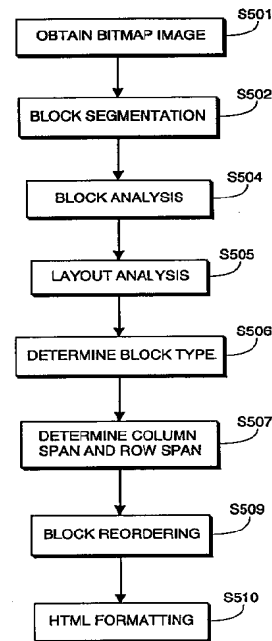 S501
OBTAIN BITMAP IMAGE
S502
BLOCK SEGMENTATION
S504
BLOCK ANALYSIS
S505
LAYOUT ANALYSIS
S506
DETERMINE BLOCK TYPE.
S507
DETERMINE COLUMN
SPAN AND ROW SPAN
S509
BLOCK REORDERING
S510
HTML FORMATTING